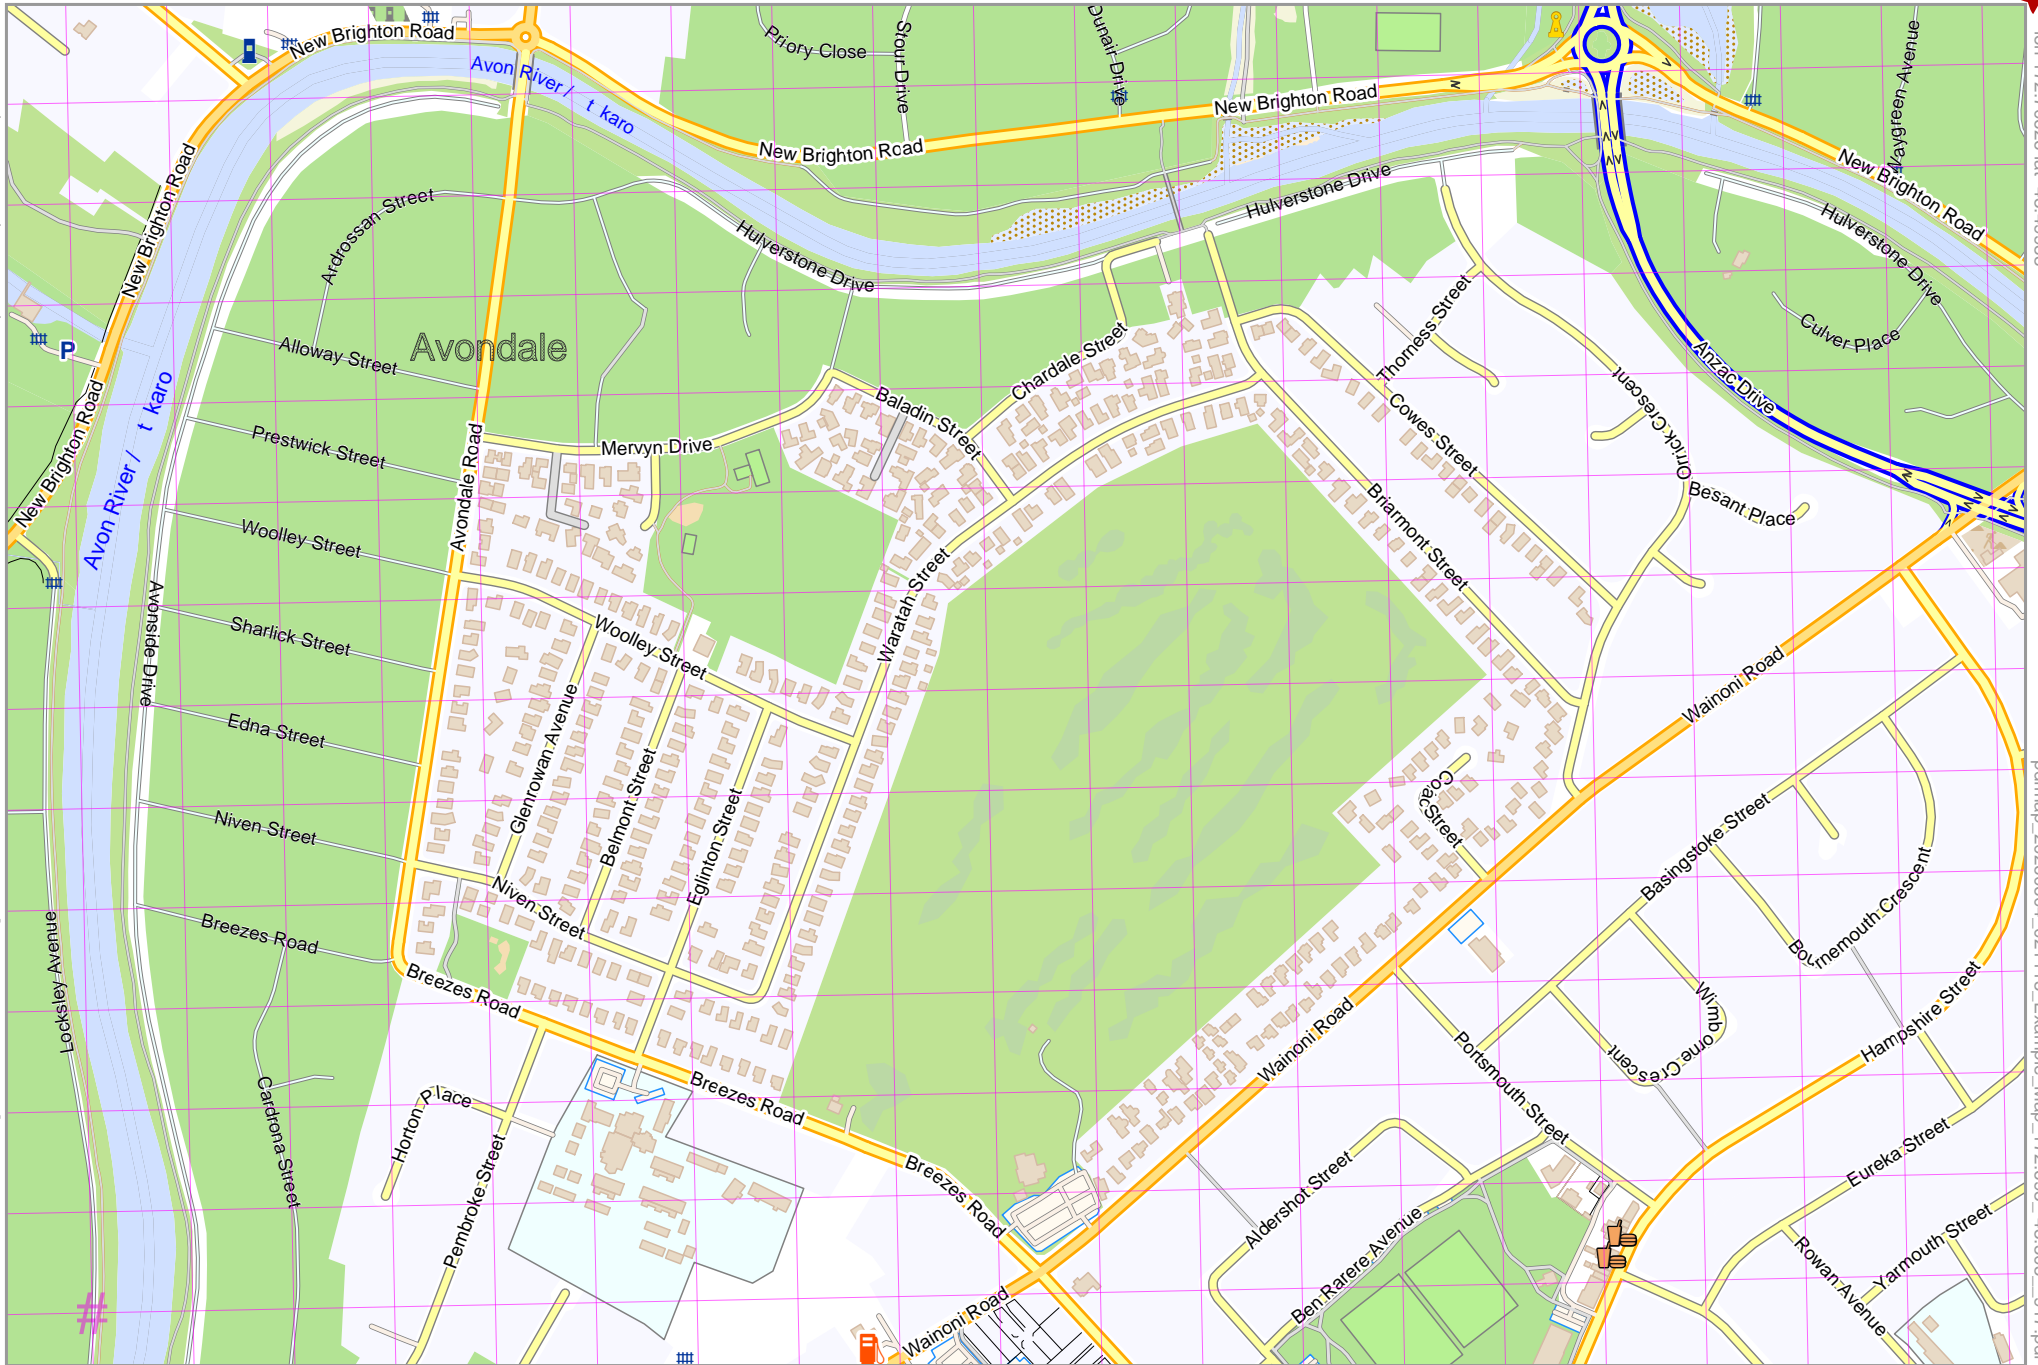 New Brighton Road
Priory Close
Stour Drive
Dunair Drive
New Brighton Road
Avon River / t karo
New Brighton Road
New Brighton Road
Hulverstone Drive
New Brighton Road
Ardrossan Street
Hulverstone Drive
Hulverstone Drive
Culver Place
Anzac Drive
Thorness Street
Avondale
Alloway Street
Chardale Street
Baladin Street
Cowes Street
Orrick Crescent
P
New Brighton Road
Avon River / t karo
Prestwick Street
Mervyn Drive
Avondale Road
Besant Place
Briarmont Street
Woolley Street
Waratah Street
Avonside Drive
Sharlick Street
Woolley Street
Wainoni Road
Edna Street
Glenrowan Avenue
Belmont Street
Eglinton Street
Coac Street
Niven Street
Basingstoke Street
Niven Street
Bournemouth Crescent
Locksley Avenue
Breezes Road
Breezes Road
Hampshire Street
Wimb orne Crescent
Wainoni Road
Portsmouth Street
Cardrona Street
Horton Place
Breezes Road
Pembroke Street
Breezes Road
Eureka Street
Aldershot Street
Ben Rarere Avenue
Yarmouth Street
Rowan Avenue
Wainoni Road
#